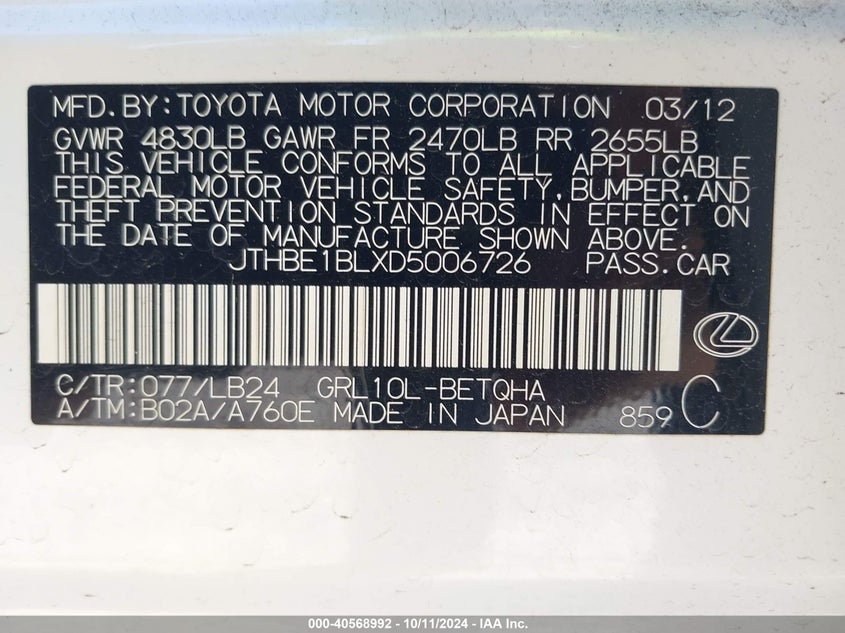 MFD.BY:TOYOTA MOTOR CORPORATION 03/12
GVWR 4830LB GAWR FR 2470LB RR 2655LB
THIS VEHICLE CONFORMS TO ALL APPLICABLE
FEDERAL MOTOR VEHICLE SAFETY,BUMPER,AND
THEFT PREVENTION STANDARDS IN EFFECT ON
THE DATE OF MANUFACTURE SHOWN ABOVE.
JTHBE1BLXD5006726 PASS.CAR
C/TR:077/LB24 GRL10L-BETQHA
A/TM:B02A/A760E MADE IN JAPAN 859 C
000-40568992 - 10/11/2024 - IAA Inc.